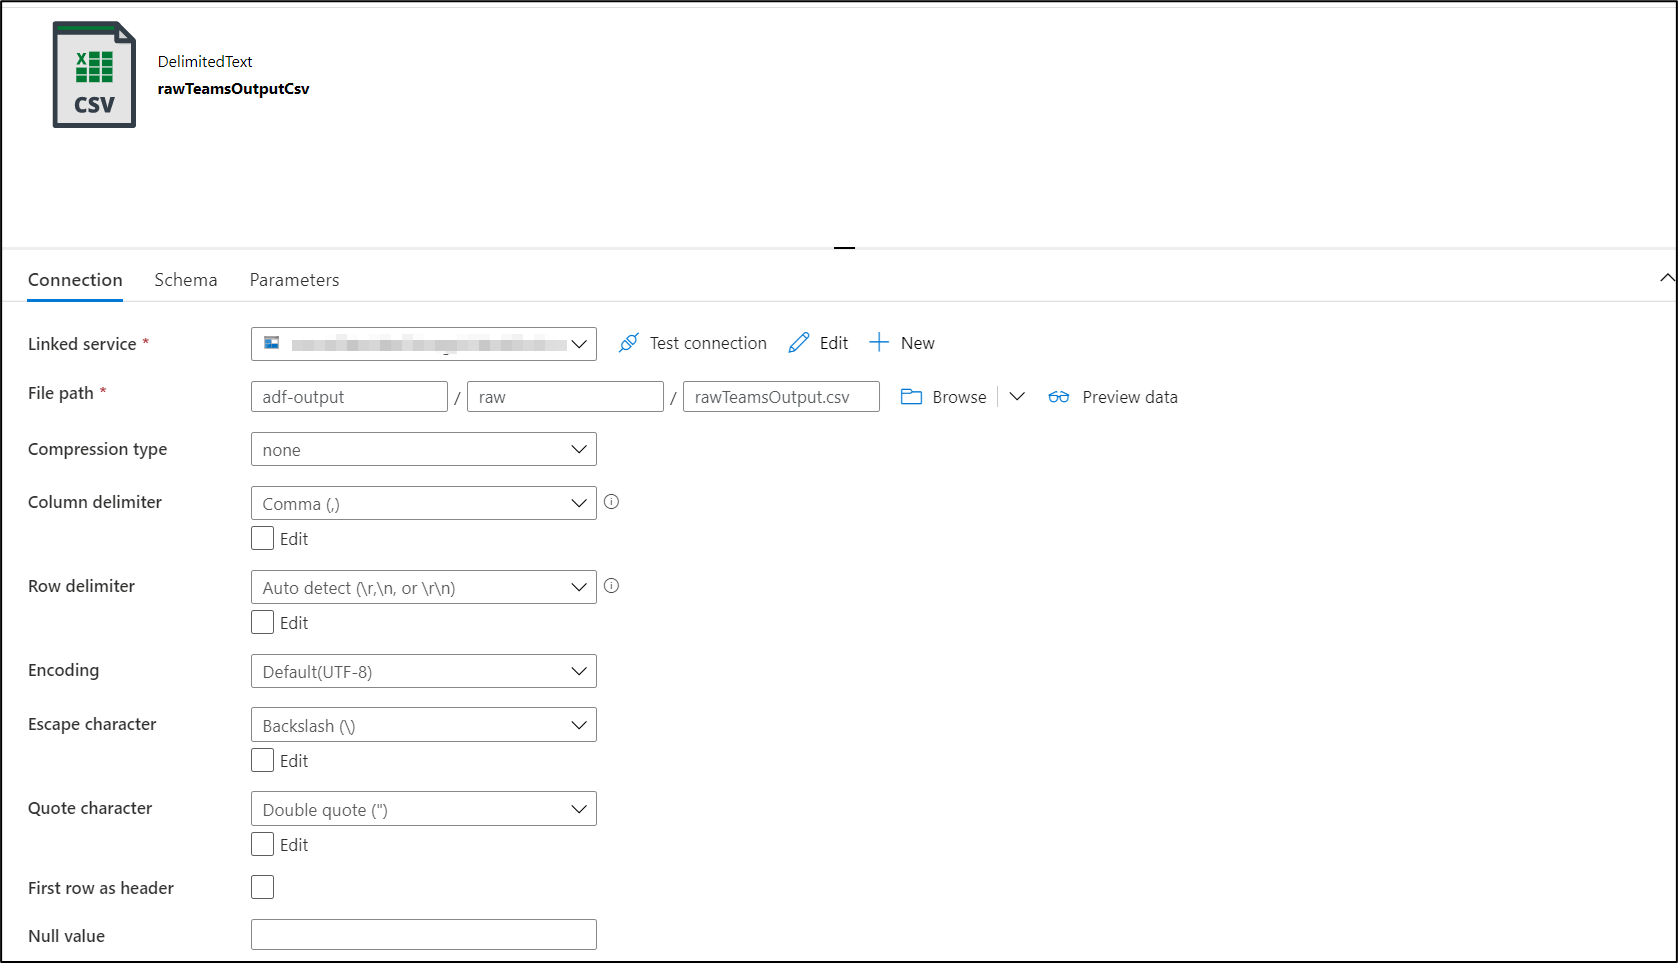 X
CSV
DelimitedText
rawTeamsOutputCsv
Connection Schema Parameters
Linked service * Test connection Edit New
File path * adf-output / raw / rawTeamsOutput.csv Browse Preview data
Compression type none
Column delimiter Comma (,)
Edit
Row delimiter Auto detect (\r,\n, or \r\n)
Edit
Encoding Default(UTF-8)
Escape character Backslash (\)
Edit
Quote character Double quote (")
Edit
First row as header
Null value